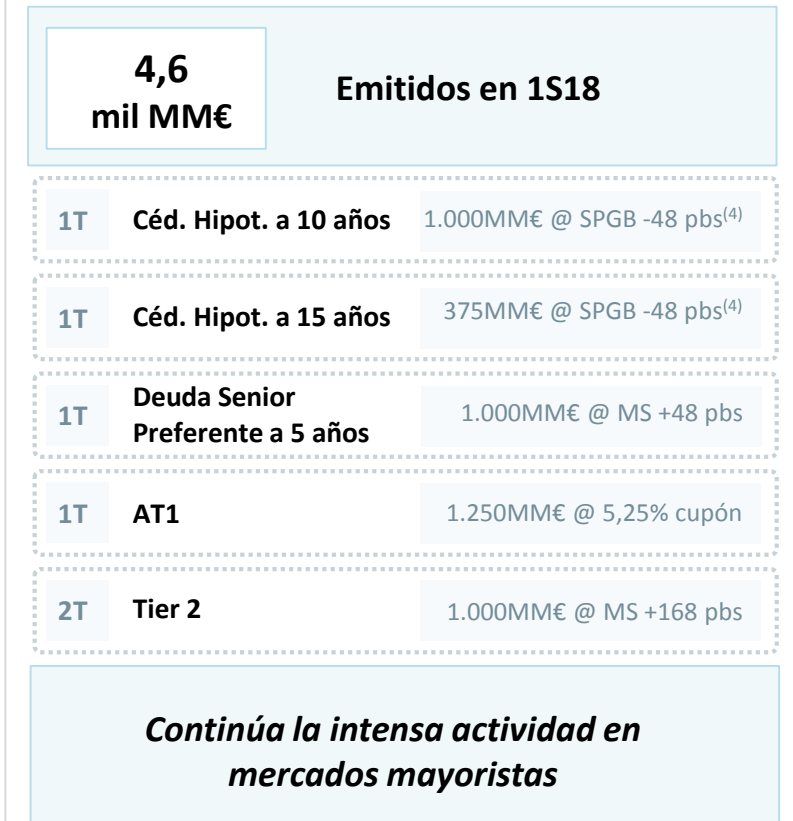 4,6
mil MM€
Emitidos en 1S18
1T
Céd. Hipot. a 10 años
1.000MM€ @ SPGB -48 pbs(4)
1T
Céd. Hipot. a 15 años
375MM€ @ SPGB -48 pbs(4)
1T
Deuda Senior
Preferente a 5 años
1.000MM€ @ MS +48 pbs
1T
AT1
1.250MM€ @ 5,25% cupón
2T
Tier 2
1.000MM€ @ MS +168 pbs
Continúa la intensa actividad en
mercados mayoristas